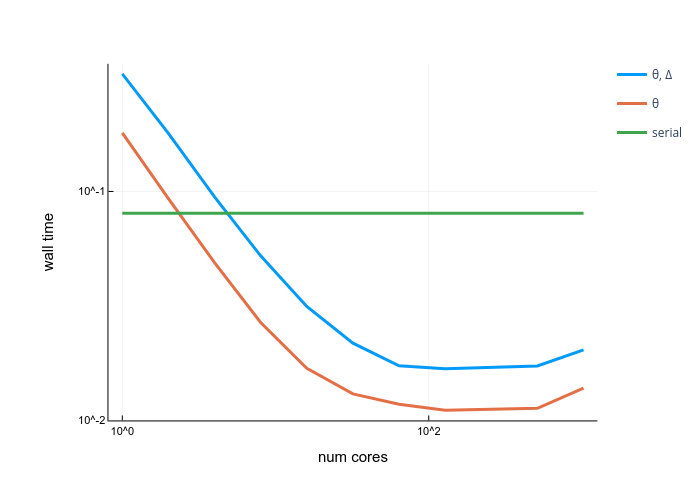 θ, Δ
θ
serial
wall time
10^-1
10^-2
10^0
10^2
num cores